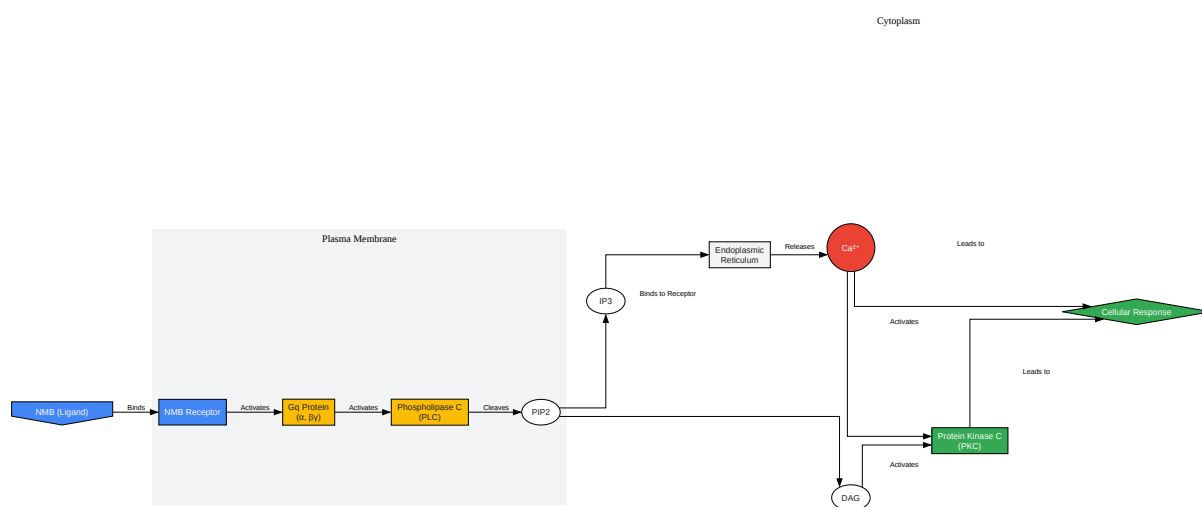 Cytoplasm
Plasma Membrane
NMB (Ligand)
Binds
NMB Receptor
Activates
Gq Protein
(α, βγ)
Activates
Phospholipase C
(PLC)
Cleaves
PIP2
IP3
Binds to Receptor
Endoplasmic
Reticulum
Releases
Ca²⁺
Leads to
Activates
Cellular Response
Leads to
Protein Kinase C
(PKC)
Activates
DAG